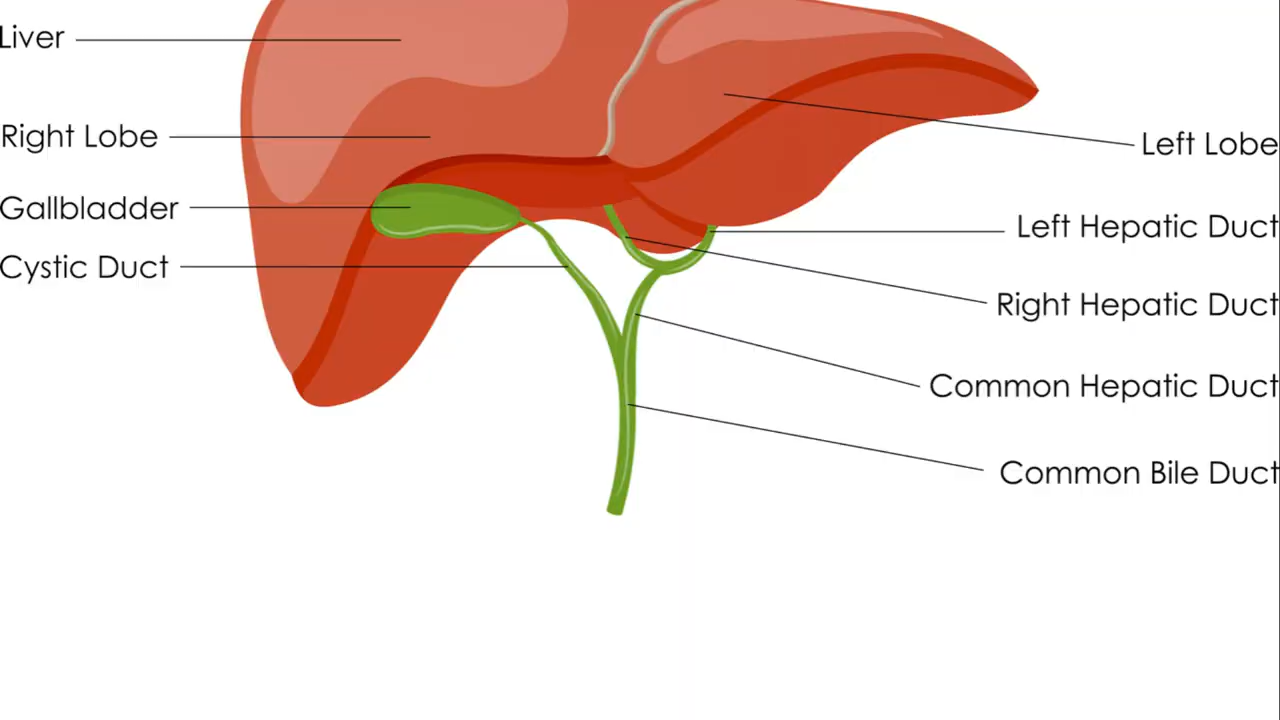 Liver
Right Lobe
Gallbladder
Cystic Duct
Left Lobe
Left Hepatic Duct
Right Hepatic Duct
Common Hepatic Duct
Common Bile Duct